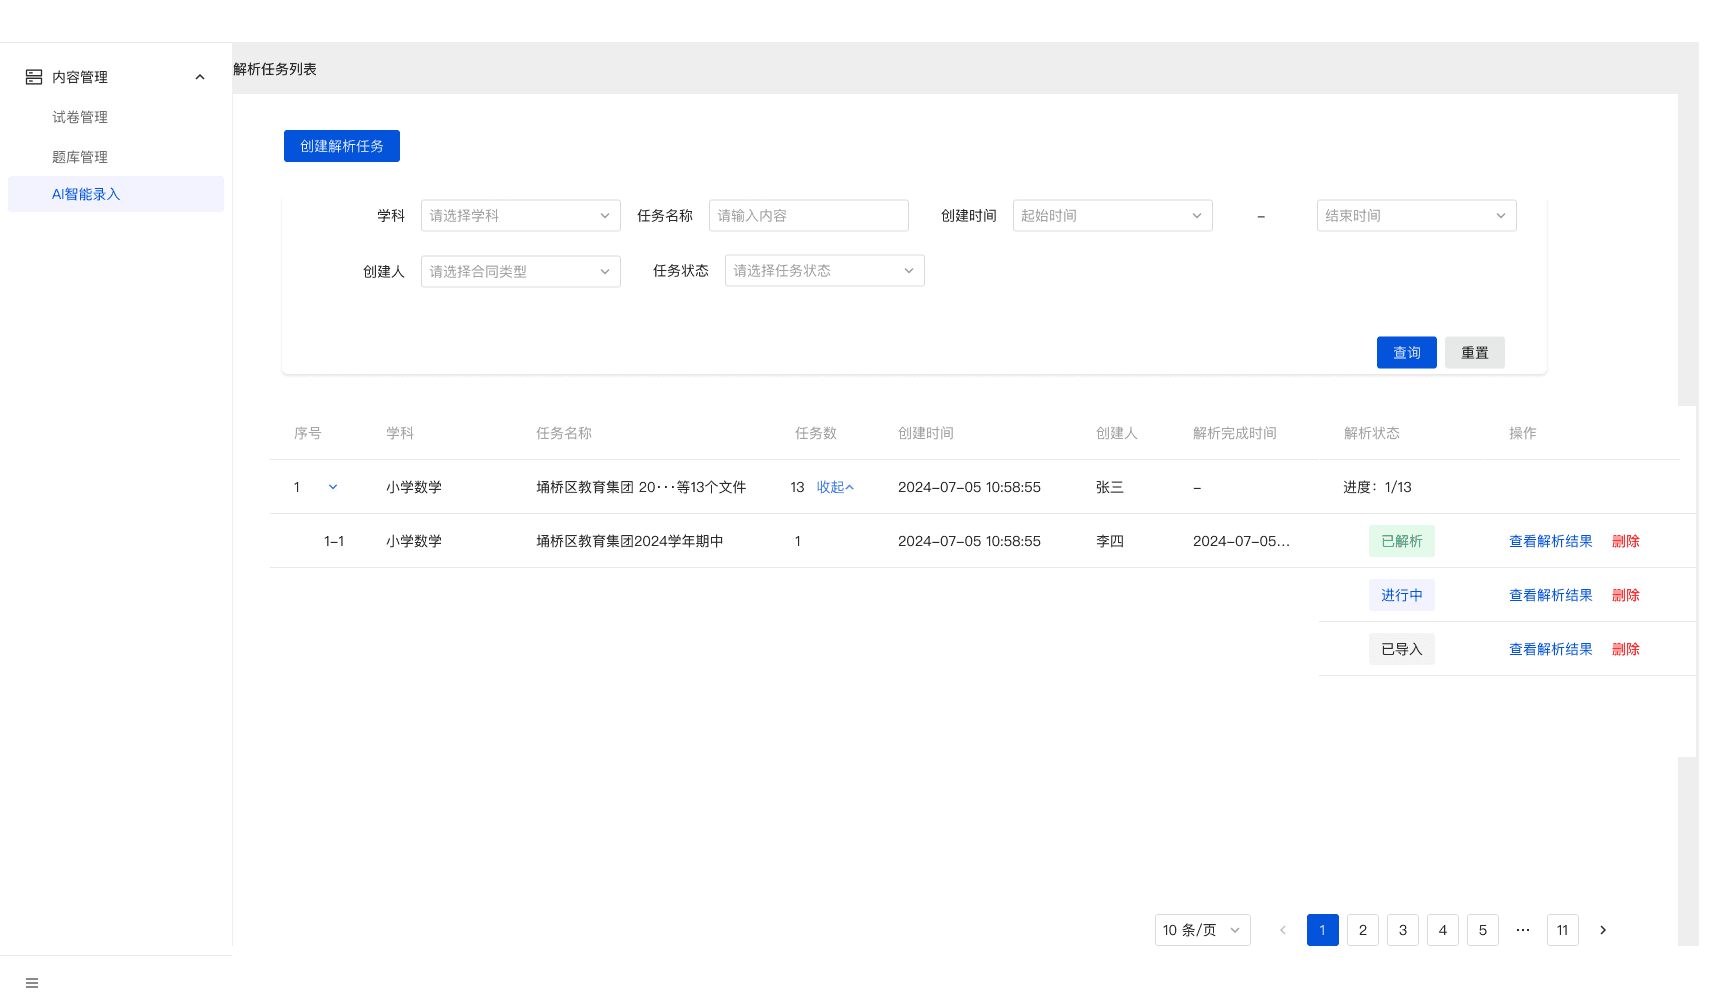 内容管理
试卷管理
题库管理
AI智能录入
解析任务列表
创建解析任务
学科 请选择学科 任务名称 请输入内容 创建时间 起始时间 – 结束时间
创建人 请选择合同类型 任务状态 请选择任务状态
查询 重置
序号 学科 任务名称 任务数 创建时间 创建人 解析完成时间 解析状态 操作
1 小学数学 埇桥区教育集团 20···等13个文件 13 收起 2024-07-05 10:58:55 张三 – 进度：1/13
1-1 小学数学 埇桥区教育集团2024学年期中 1 2024-07-05 10:58:55 李四 2024-07-05... 已解析 查看解析结果 删除
进行中 查看解析结果 删除
已导入 查看解析结果 删除
10 条/页 1 2 3 4 5 ··· 11